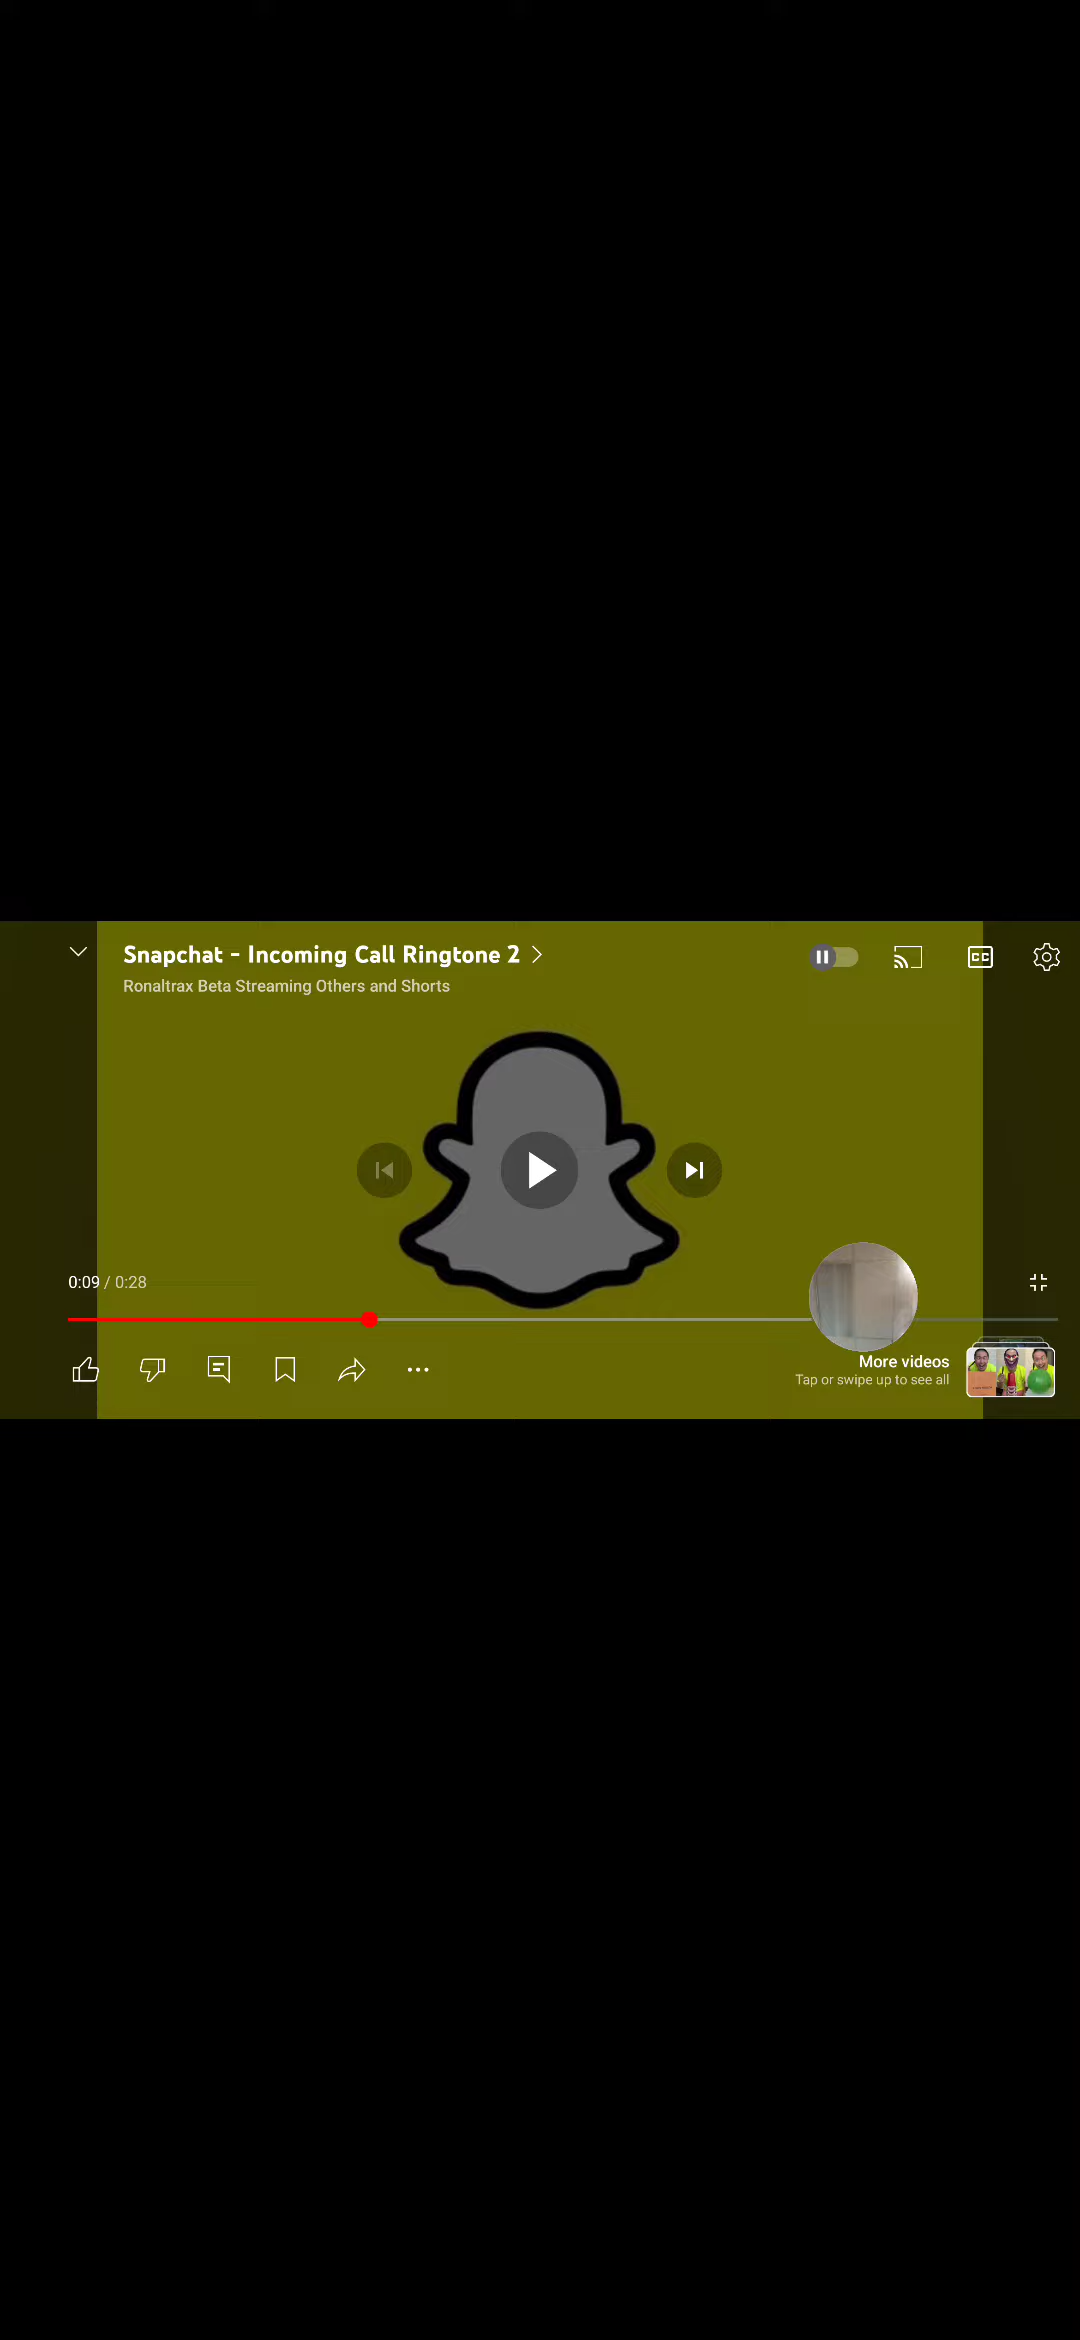 Snapchat - Incoming Call Ringtone 2
Ronaltrax Beta Streaming Others and Shorts
CC
0:09 / 0:28
More videos
Tap or swipe up to see all